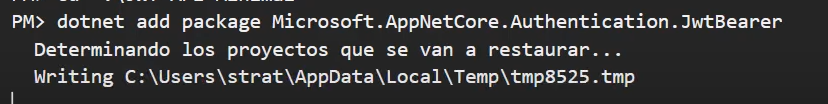 PM> dotnet add package Microsoft.AppNetCore.Authentication.JwtBearer
Determinando los proyectos que se van a restaurar...
Writing C:\Users\strat\AppData\Local\Temp\tmp8525.tmp